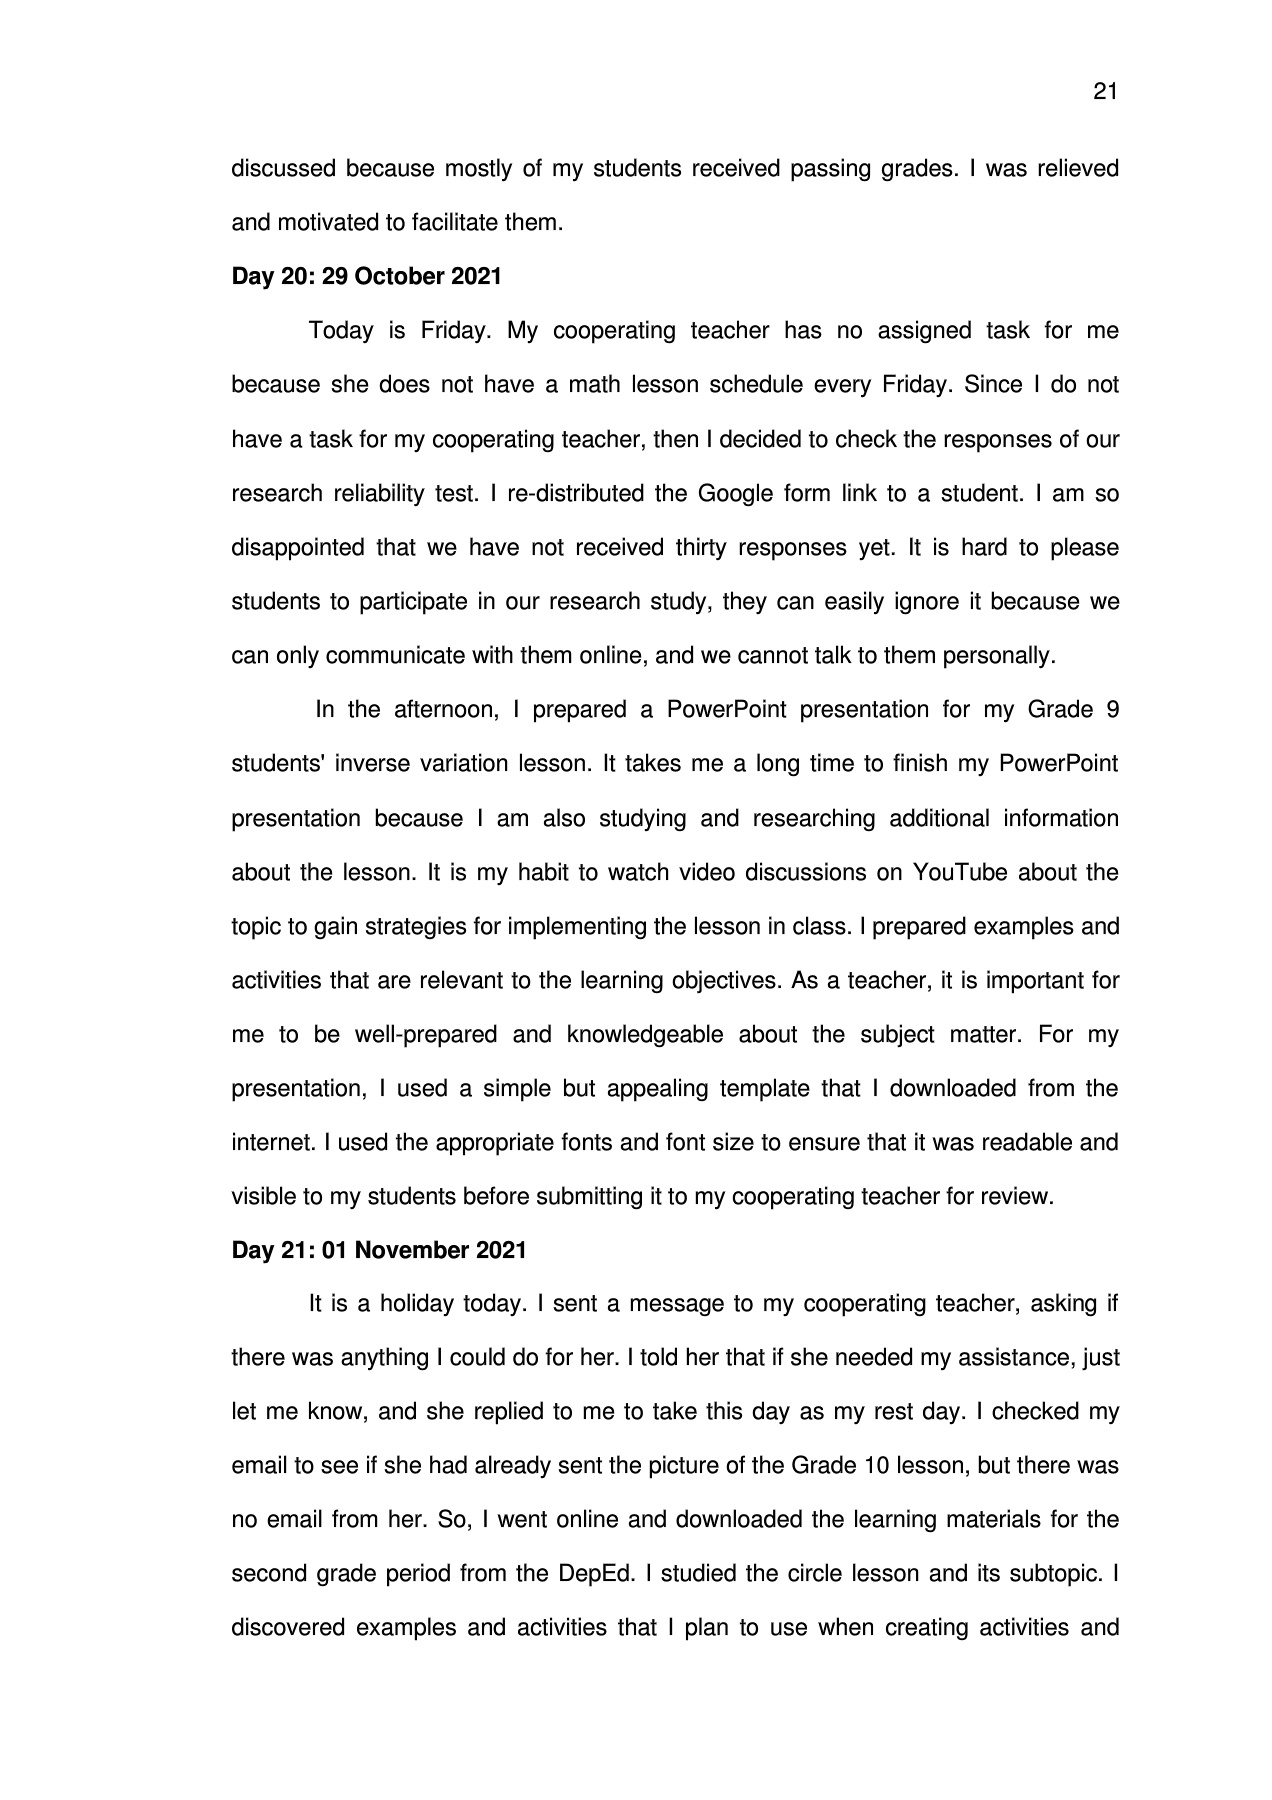 21
discussed because mostly of my students received passing grades. I was relieved
and motivated to facilitate them.
Day 20: 29 October 2021
Today is Friday. My cooperating teacher has no assigned task for me
because she does not have a math lesson schedule every Friday. Since I do not
have a task for my cooperating teacher, then I decided to check the responses of our
research reliability test. I re-distributed the Google form link to a student. I am so
disappointed that we have not received thirty responses yet. It is hard to please
students to participate in our research study, they can easily ignore it because we
can only communicate with them online, and we cannot talk to them personally.
In the afternoon, I prepared a PowerPoint presentation for my Grade 9
students' inverse variation lesson. It takes me a long time to finish my PowerPoint
presentation because I am also studying and researching additional information
about the lesson. It is my habit to watch video discussions on YouTube about the
topic to gain strategies for implementing the lesson in class. I prepared examples and
activities that are relevant to the learning objectives. As a teacher, it is important for
me to be well-prepared and knowledgeable about the subject matter. For my
presentation, I used a simple but appealing template that I downloaded from the
internet. I used the appropriate fonts and font size to ensure that it was readable and
visible to my students before submitting it to my cooperating teacher for review.
Day 21: 01 November 2021
It is a holiday today. I sent a message to my cooperating teacher, asking if
there was anything I could do for her. I told her that if she needed my assistance, just
let me know, and she replied to me to take this day as my rest day. I checked my
email to see if she had already sent the picture of the Grade 10 lesson, but there was
no email from her. So, I went online and downloaded the learning materials for the
second grade period from the DepEd. I studied the circle lesson and its subtopic. I
discovered examples and activities that I plan to use when creating activities and